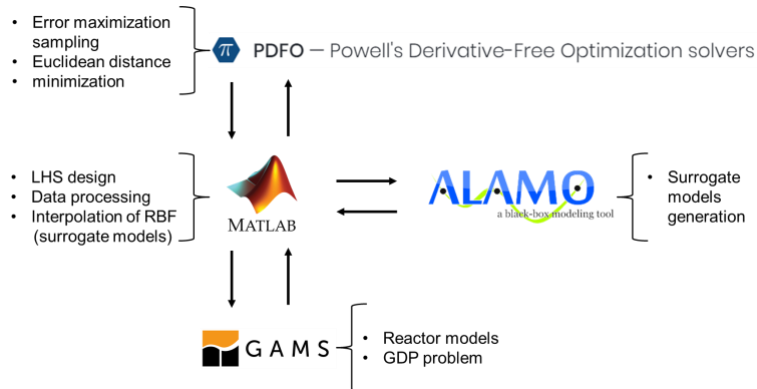 • Error maximization
sampling
• Euclidean distance
• minimization
π PDFO — Powell's Derivative-Free Optimization solvers
• LHS design
• Data processing
• Interpolation of RBF
(surrogate models)
MATLAB
ALAMO
a black-box modeling tool
• Surrogate
models
generation
GAMS
• Reactor models
• GDP problem